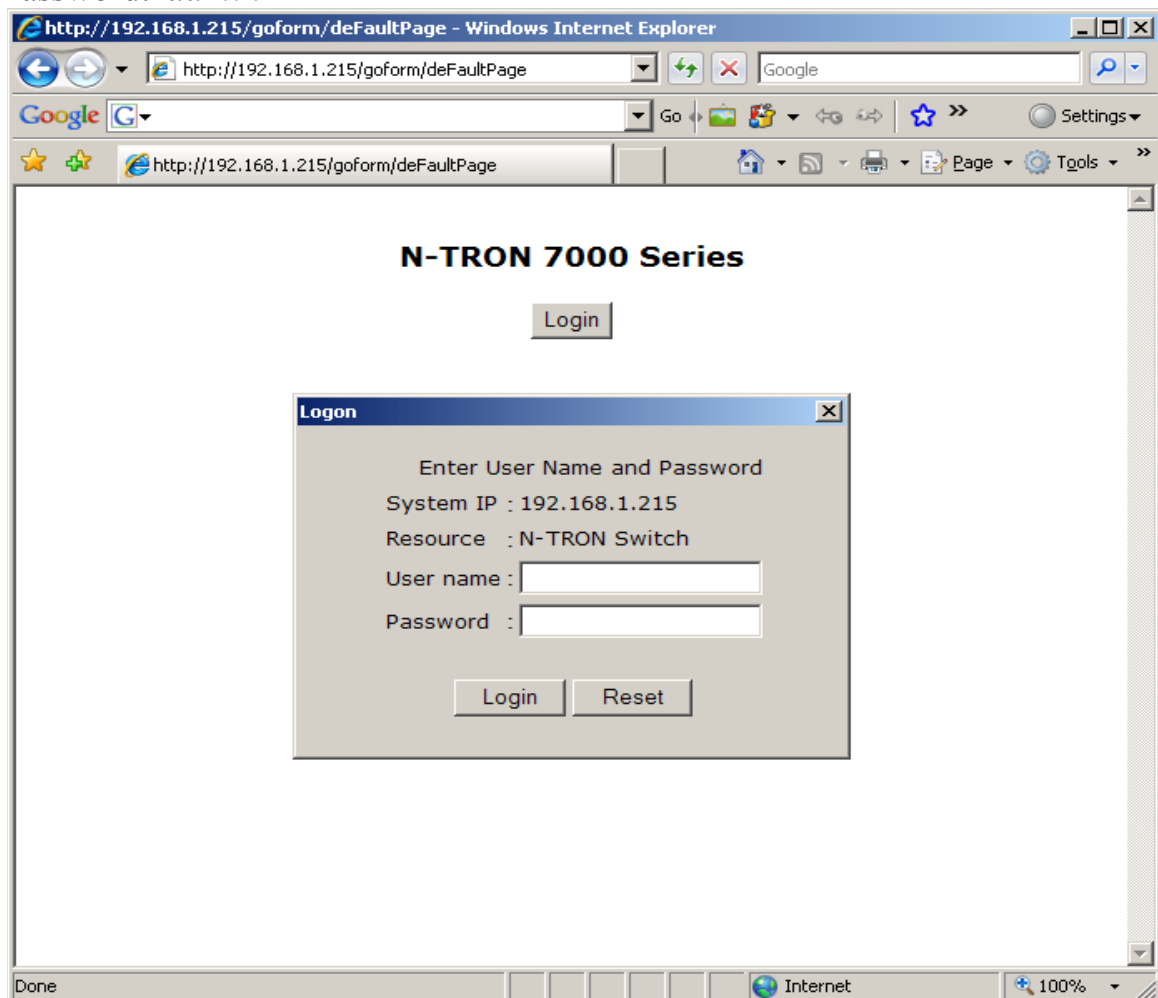 http://192.168.1.215/goform/deFaultPage - Windows Internet Explorer
http://192.168.1.215/goform/deFaultPage
Google
Google G
Go
»
Settings
http://192.168.1.215/goform/deFaultPage
Page
Tools
»
N-TRON 7000 Series
Login
Logon
Enter User Name and Password
System IP : 192.168.1.215
Resource : N-TRON Switch
User name :
Password :
Login Reset
Done
Internet
100%